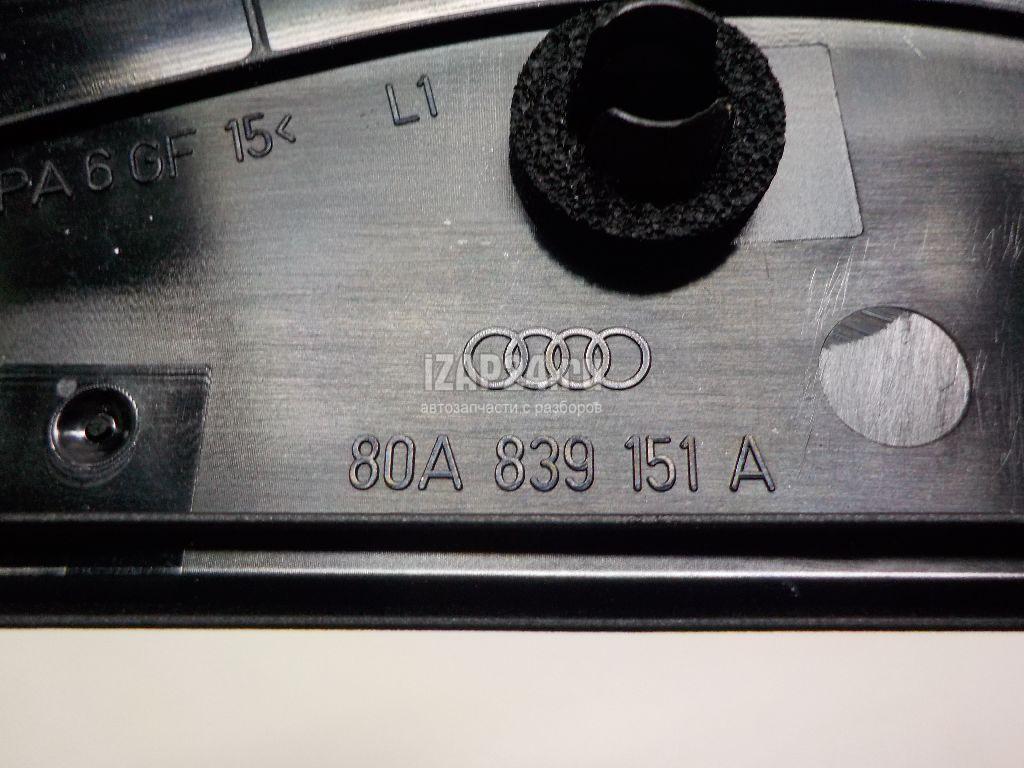 PA 6 GF 15<
L1
iZAP24.
автозапчасти с разборов
80A 839 151 A